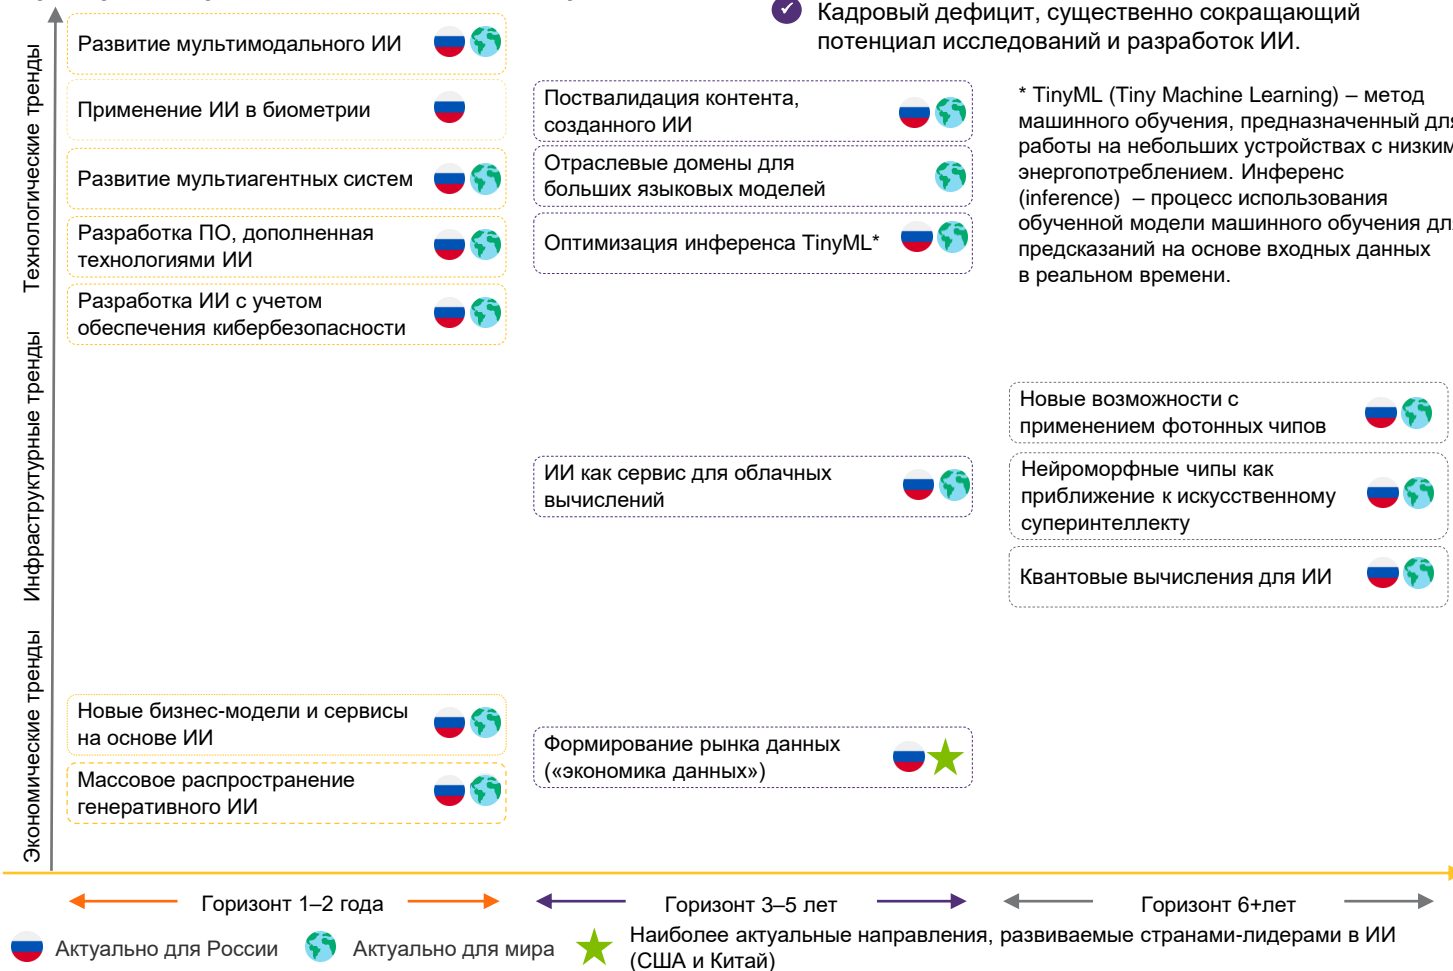 Кадровый дефицит, существенно сокращающий
потенциал исследований и разработок ИИ.
Технологические тренды
Развитие мультимодального ИИ
Применение ИИ в биометрии
Развитие мультиагентных систем
Разработка ПО, дополненная
технологиями ИИ
Разработка ИИ с учетом
обеспечения кибербезопасности
Поствалидация контента,
созданного ИИ
Отраслевые домены для
больших языковых моделей
Оптимизация инференса TinyML*
* TinyML (Tiny Machine Learning) – метод
машинного обучения, предназначенный для
работы на небольших устройствах с низким
энергопотреблением. Инференс
(inference) – процесс использования
обученной модели машинного обучения для
предсказаний на основе входных данных
в реальном времени.
Инфраструктурные тренды
ИИ как сервис для облачных
вычислений
Новые возможности с
применением фотонных чипов
Нейроморфные чипы как
приближение к искусственному
суперинтеллекту
Квантовые вычисления для ИИ
Экономические тренды
Новые бизнес-модели и сервисы
на основе ИИ
Массовое распространение
генеративного ИИ
Формирование рынка данных
(«экономика данных»)
Горизонт 1–2 года
Горизонт 3–5 лет
Горизонт 6+лет
Актуально для России
Актуально для мира
Наиболее актуальные направления, развиваемые странами-лидерами в ИИ
(США и Китай)